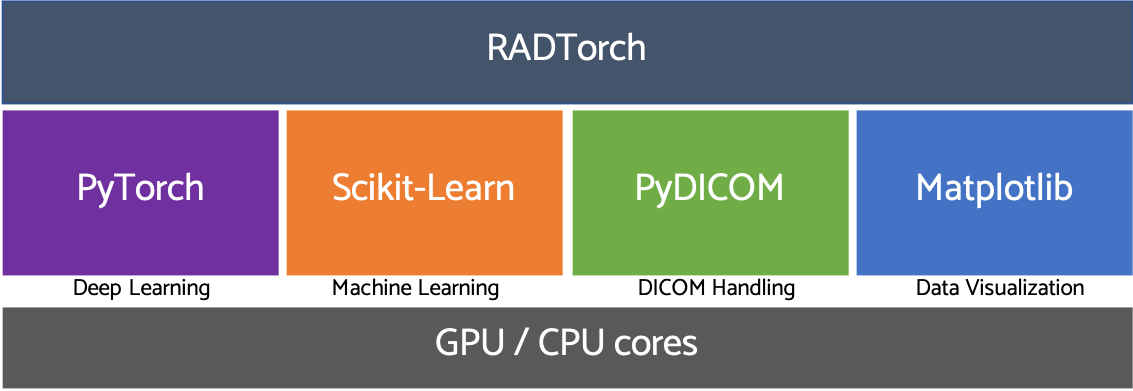 RADTorch
PyTorch
Scikit-Learn
PyDICOM
Matplotlib
Deep Learning
Machine Learning
DICOM Handling
Data Visualization
GPU / CPU cores